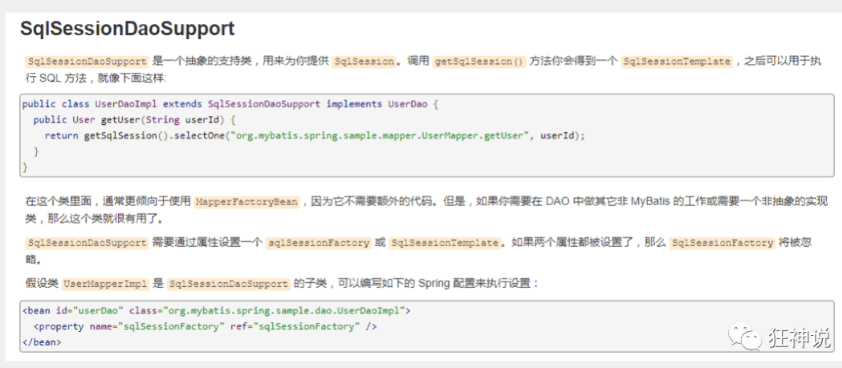 SqlSessionDaoSupport
SqlSessionDaoSupport 是一个抽象的支持类，用来为你提供 SqlSession。调用 getSqlSession() 方法你会得到一个 SqlSessionTemplate，之后可以用于执
行 SQL 方法，就像下面这样:
public class UserDaoImpl extends SqlSessionDaoSupport implements UserDao {
  public User getUser(String userId) {
    return getSqlSession().selectOne("org.mybatis.spring.sample.mapper.UserMapper.getUser", userId);
  }
}
在这个类里面，通常更倾向于使用 MapperFactoryBean，因为它不需要额外的代码。但是，如果你需要在 DAO 中做其它非 MyBatis 的工作或需要一个非抽象的实现
类，那么这个类就很有用了。
SqlSessionDaoSupport 需要通过属性设置一个 sqlSessionFactory 或 SqlSessionTemplate。如果两个属性都被设置了，那么 SqlSessionFactory 将被忽
略。
假设类 UserMapperImpl 是 SqlSessionDaoSupport 的子类，可以编写如下的 Spring 配置来执行设置：
<bean id="userDao" class="org.mybatis.spring.sample.dao.UserDaoImpl">
  <property name="sqlSessionFactory" ref="sqlSessionFactory" />
</bean>
狂神说